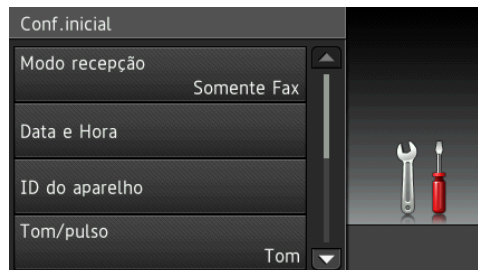 Conf.inicial
Modo recepção
Somente Fax
Data e Hora
ID do aparelho
Tom/pulso
Tom